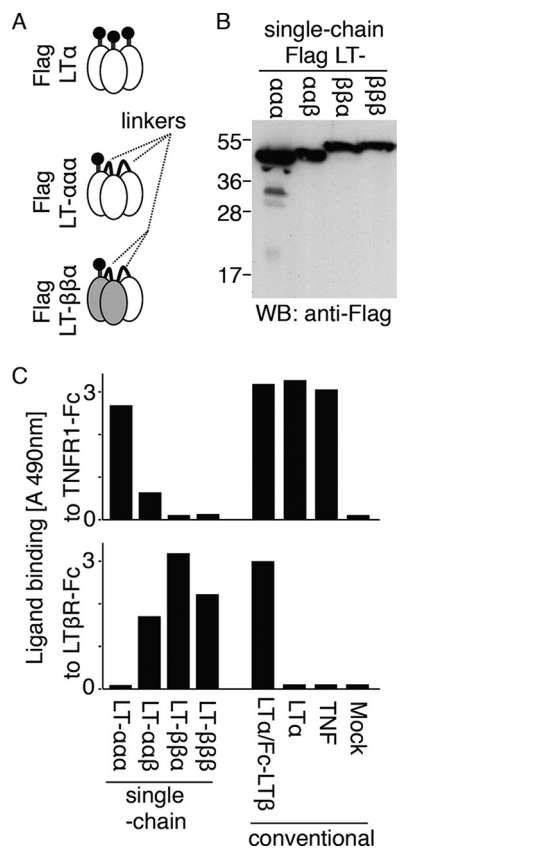 A
Flag
LTα
linkers
Flag
LT-ααα
Flag
LT-ββα
B
single-chain
Flag LT-
ααα
ααβ
ββα
βββ
55
36
28
17
WB: anti-Flag
C
Ligand binding [A 490nm]
to TNFR1-Fc
3
0
to LTβR-Fc
3
0
LT-ααα
LT-ααβ
LT-ββα
LT-βββ
LTα/Fc-LTβ
LTα
TNF
Mock
single
-chain
conventional